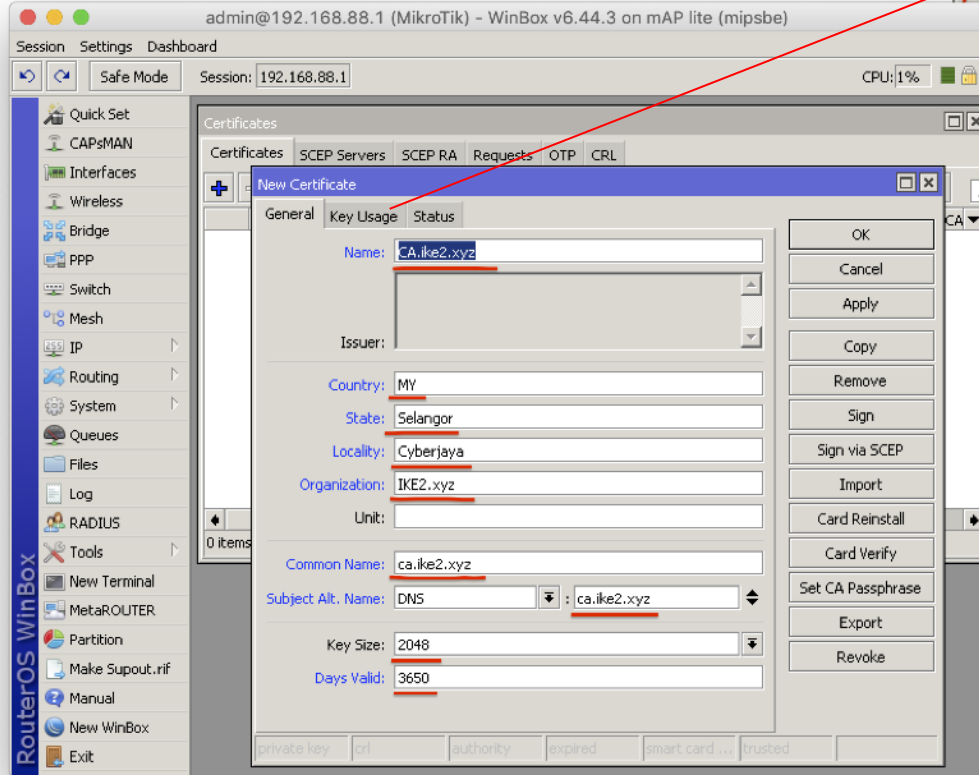 admin@192.168.88.1 (MikroTik) - WinBox v6.44.3 on mAP lite (mipsbe)
Session Settings Dashboard
Safe Mode Session: 192.168.88.1 CPU: 1%
Quick Set
CAPsMAN
Interfaces
Wireless
Bridge
PPP
Switch
Mesh
IP
Routing
System
Queues
Files
Log
RADIUS
Tools
New Terminal
MetaROUTER
Partition
Make Supout.rif
Manual
New WinBox
Exit
RouterOS WinBox
Certificates
Certificates SCEP Servers SCEP RA Requests OTP CRL
CA
0 items
New Certificate
General Key Usage Status
Name: CA.ike2.xyz
Issuer:
Country: MY
State: Selangor
Locality: Cyberjaya
Organization: IKE2.xyz
Unit:
Common Name: ca.ike2.xyz
Subject Alt. Name: DNS : ca.ike2.xyz
Key Size: 2048
Days Valid: 3650
OK
Cancel
Apply
Copy
Remove
Sign
Sign via SCEP
Import
Card Reinstall
Card Verify
Set CA Passphrase
Export
Revoke
private key crl authority expired smart card ... trusted